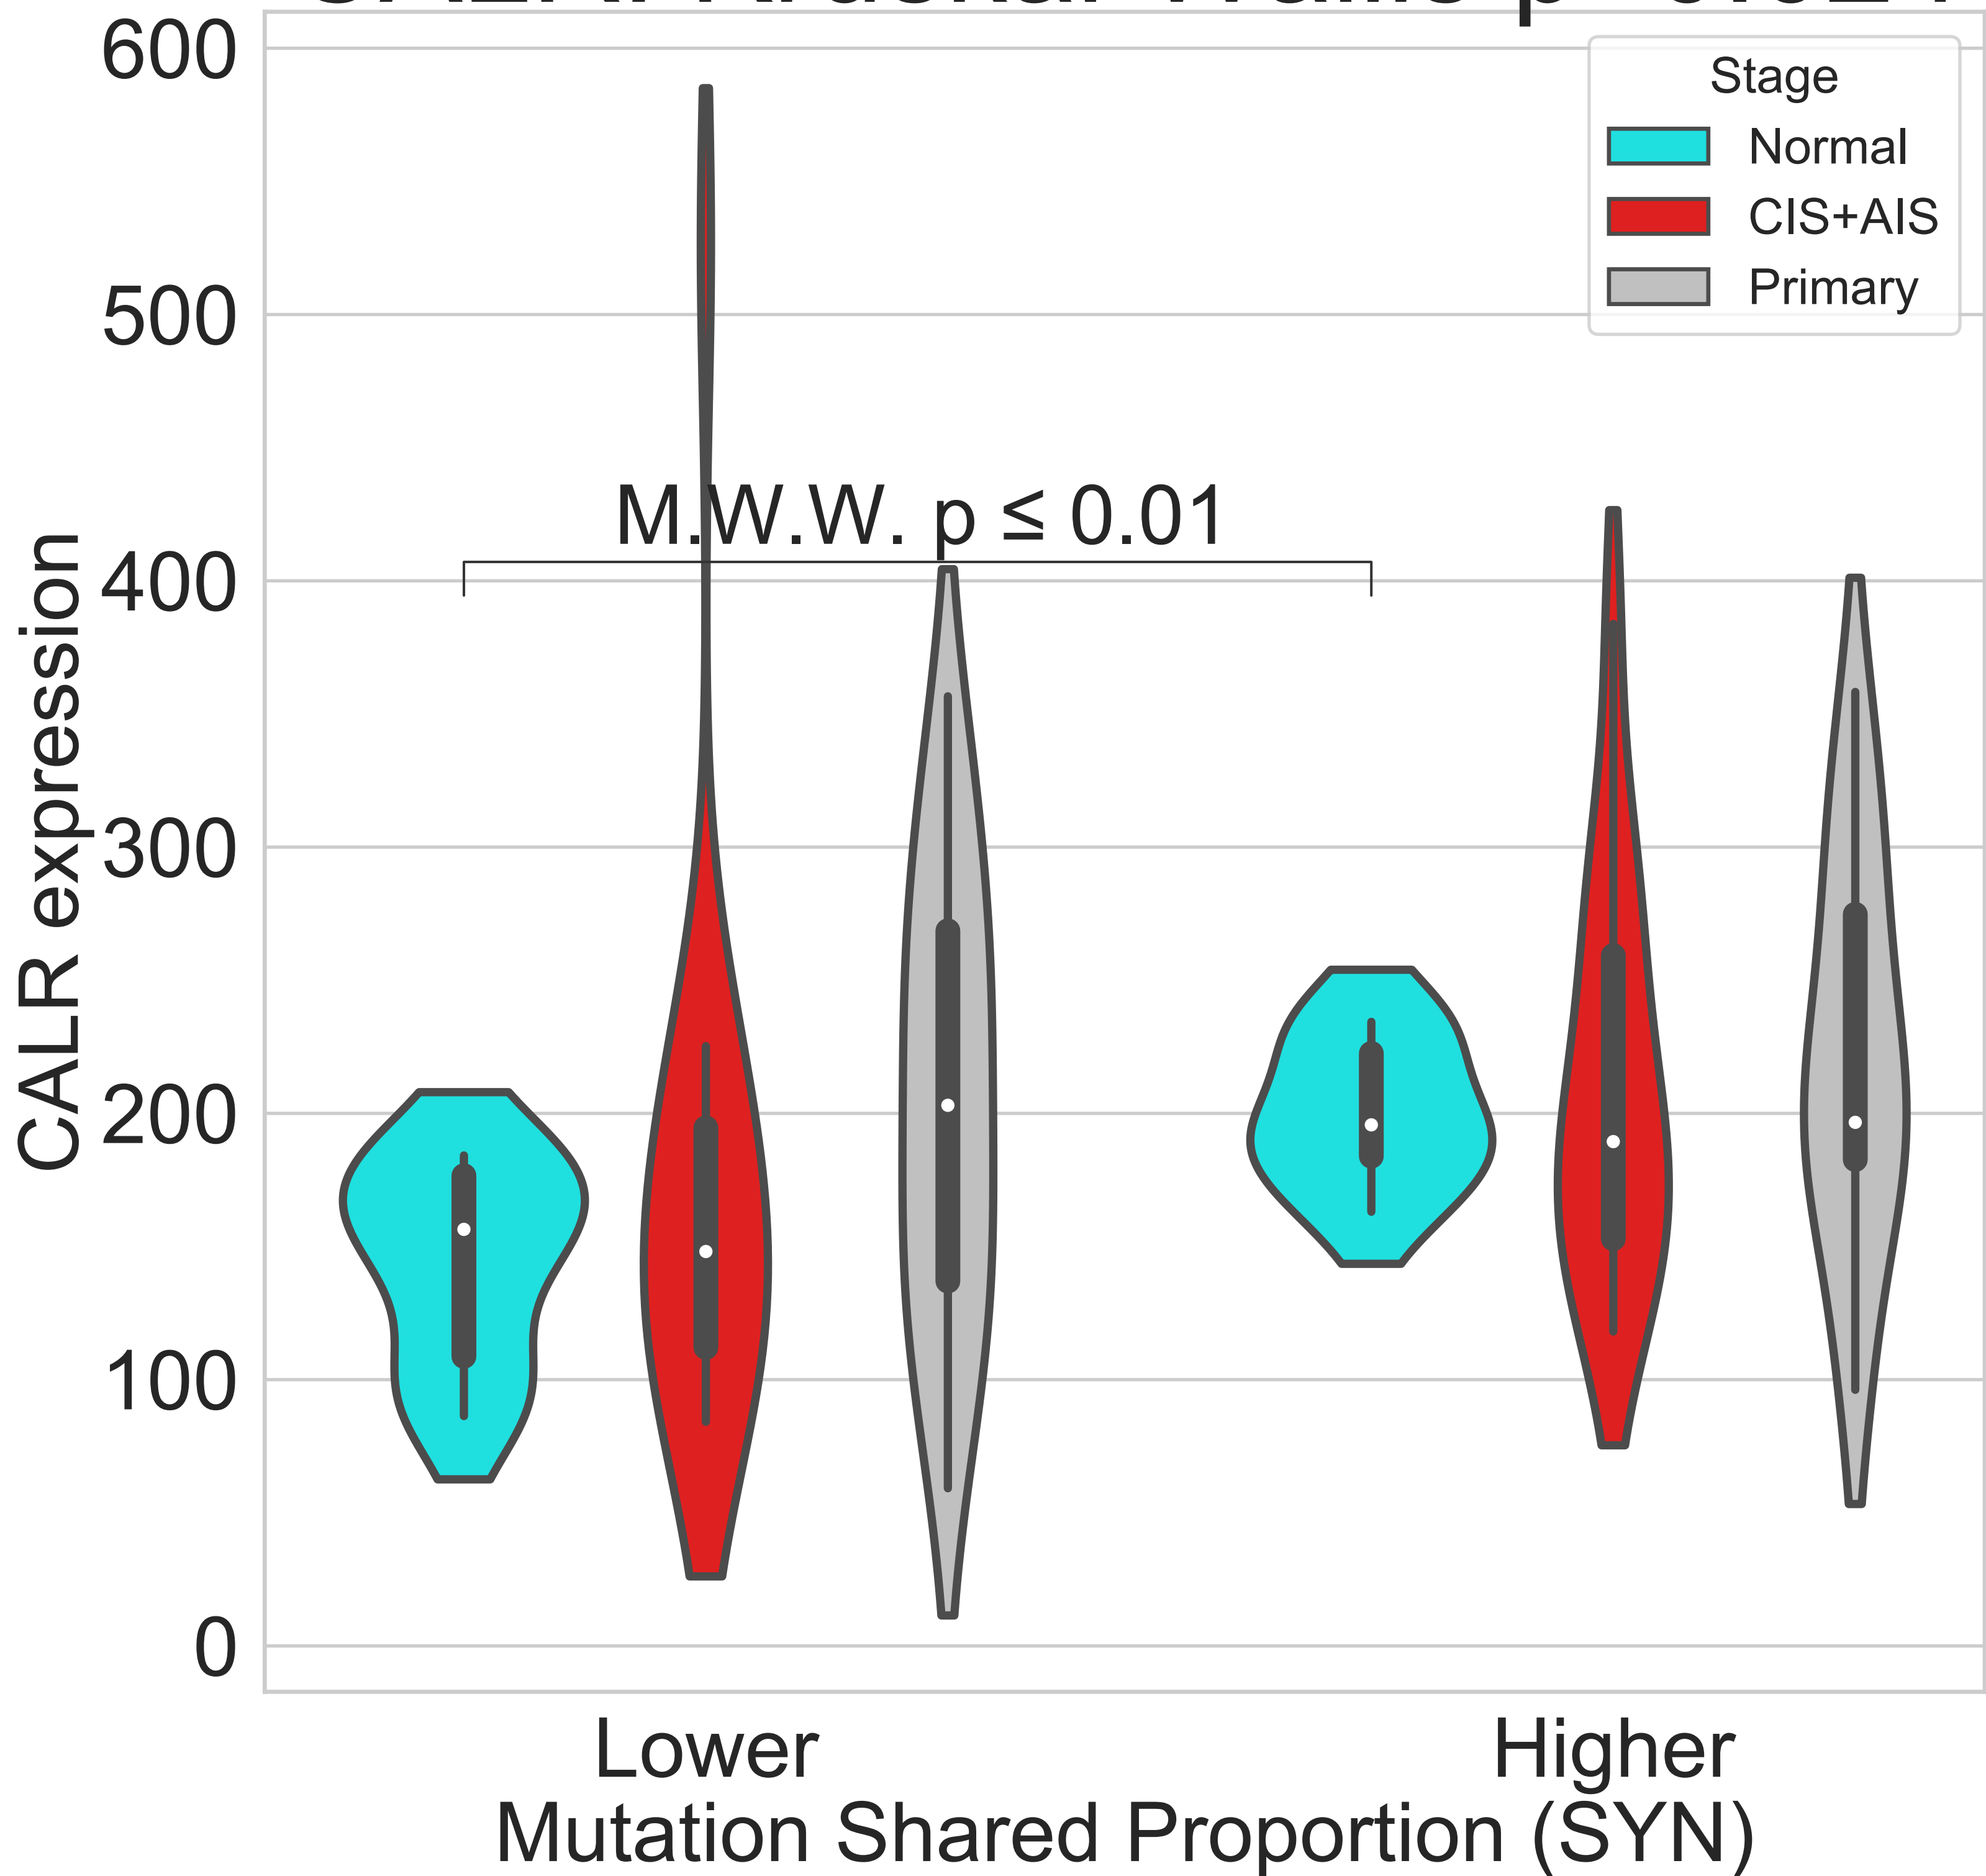 600
Stage
Normal
CIS+AIS
Primary
500
M.W.W. p ≤ 0.01
400
CALR expression
300
200
100
0
Lower
Higher
Mutation Shared Proportion (SYN)